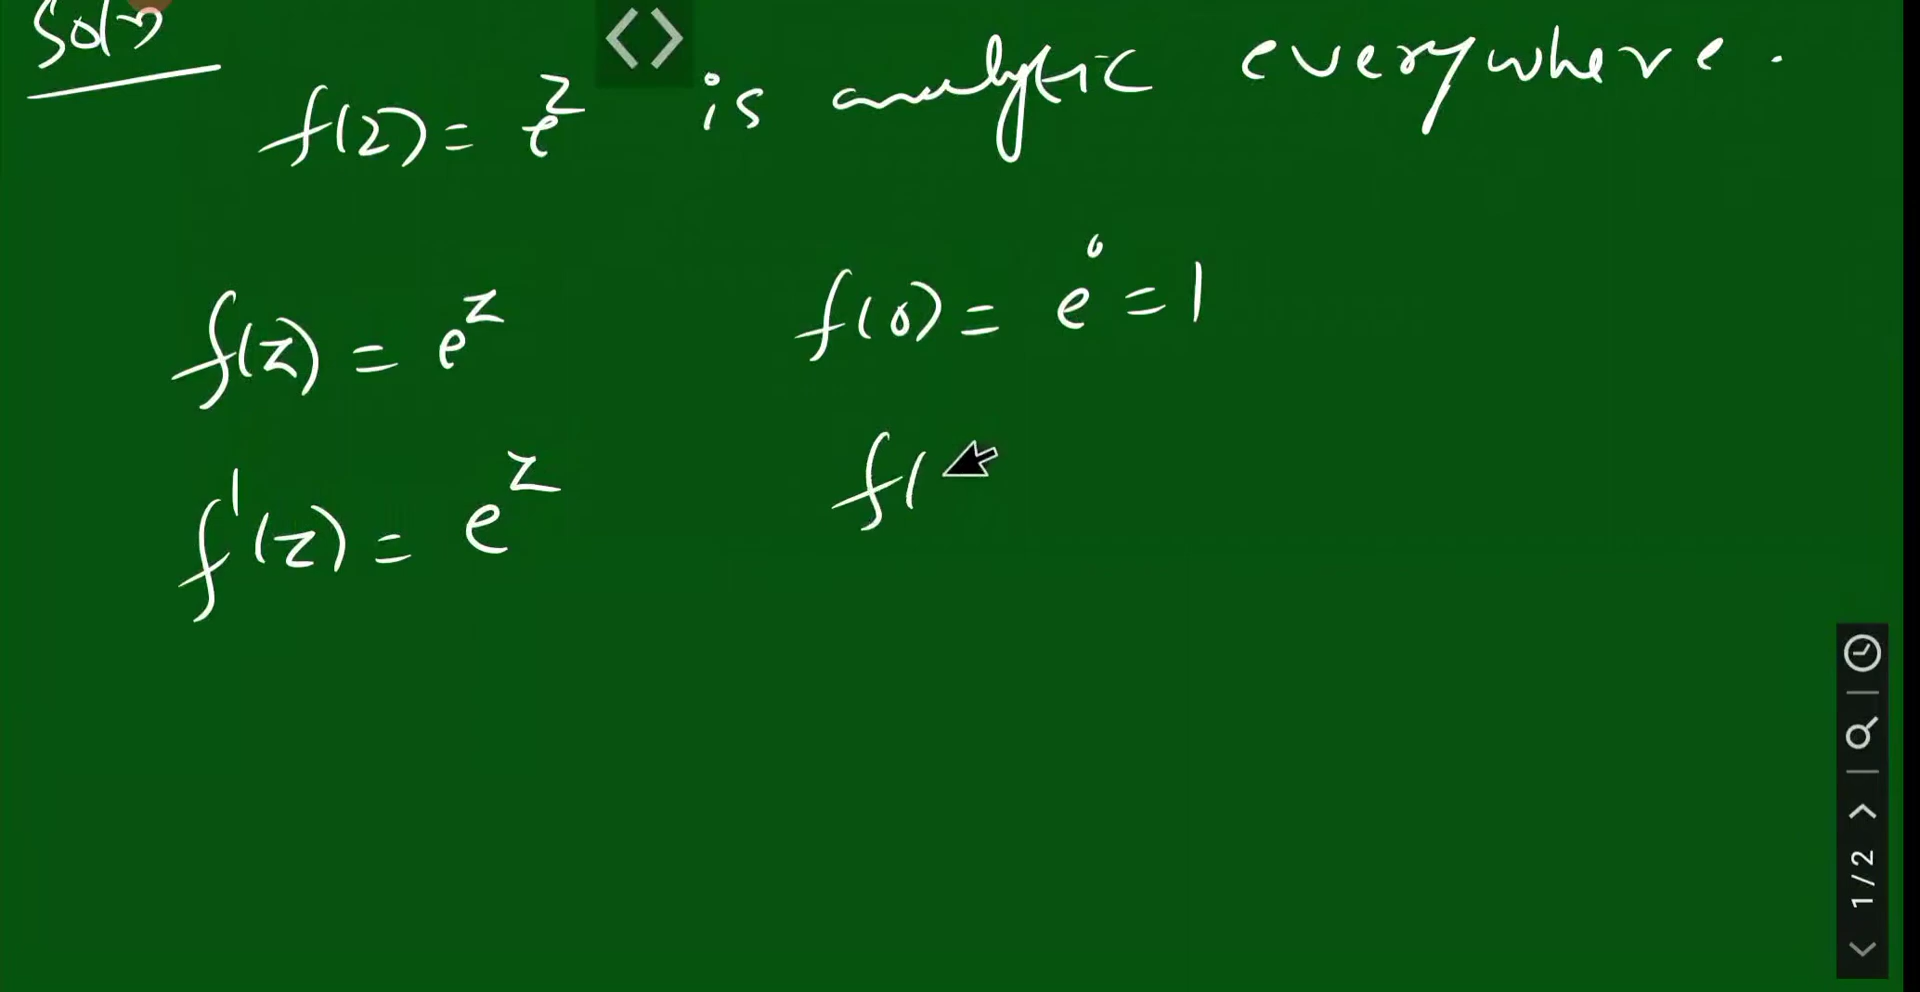 Soln
f(z) = e^z is analytic everywhere.
f(z) = e^z f(0) = e^0 = 1
f'(z) = e^z f(
1/2